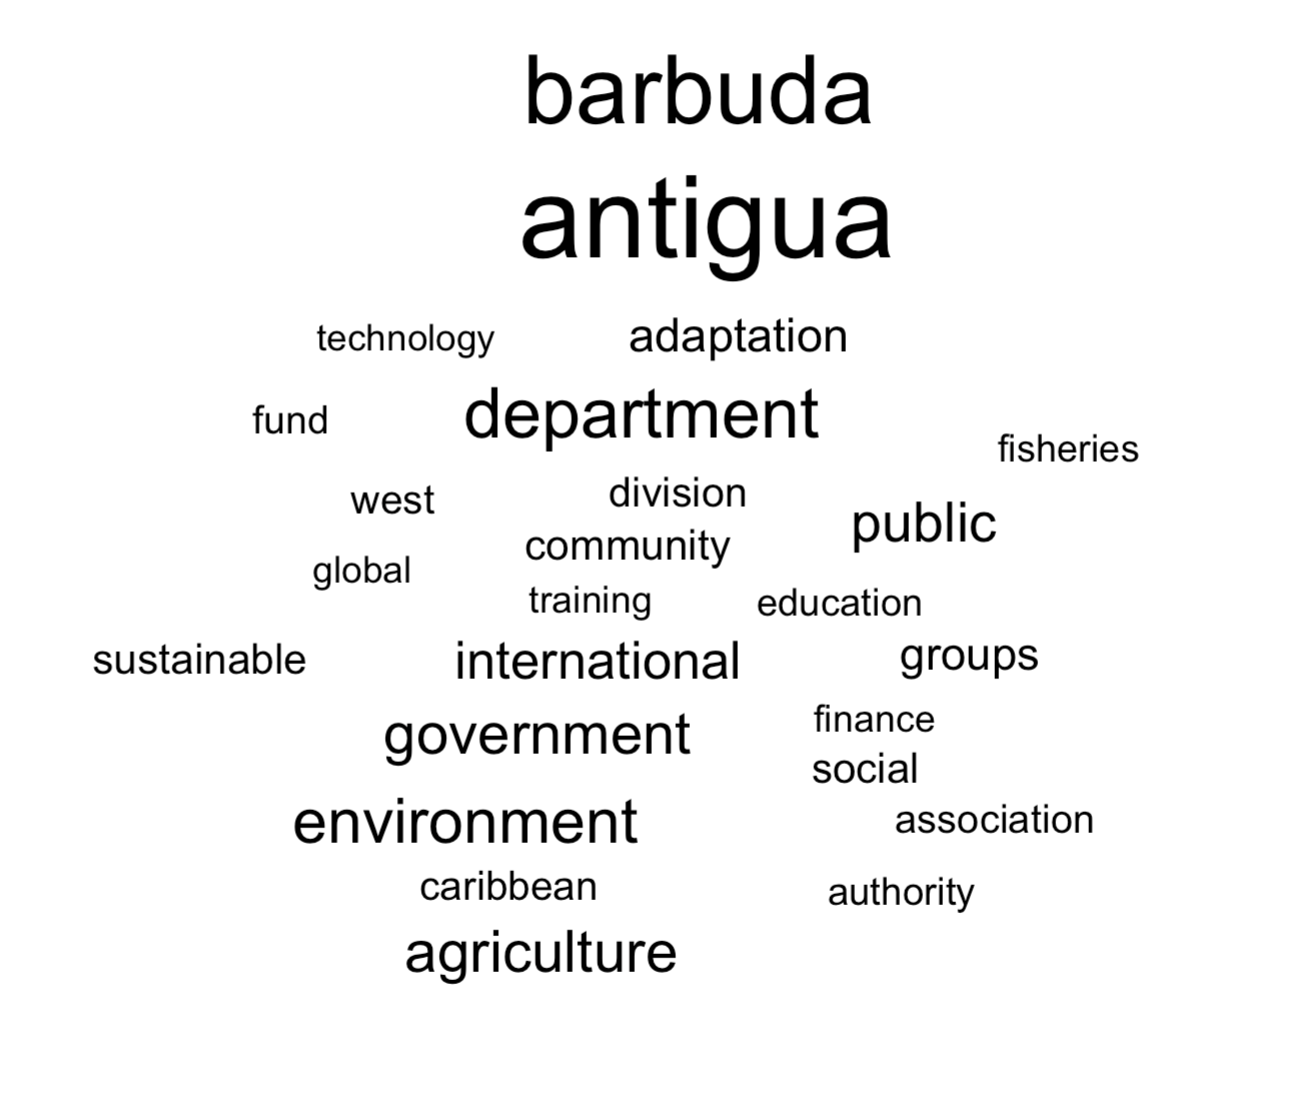 barbuda
antigua
technology adaptation
fund department
fisheries
west division
public
community
global
training education
sustainable international groups
government finance
social
environment association
caribbean authority
agriculture